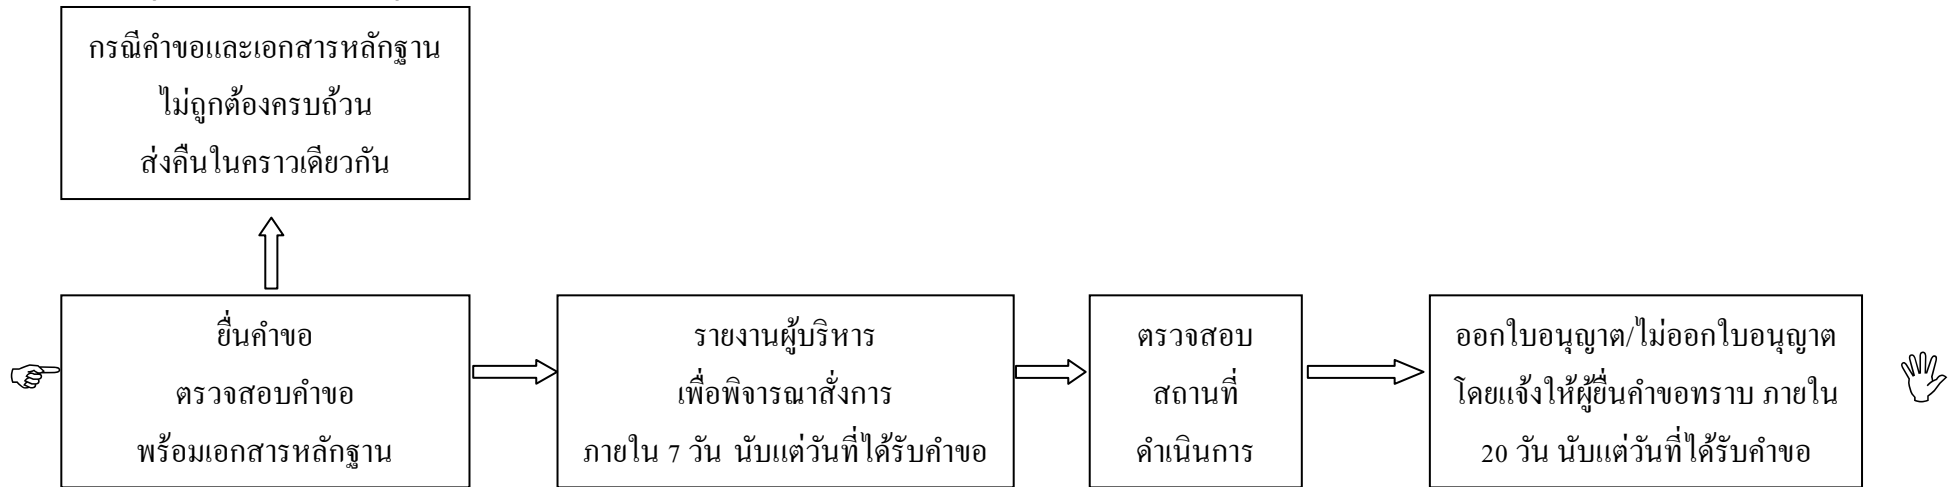 กรณีคำขอและเอกสารหลักฐาน
ไม่ถูกต้องครบถ้วน
ส่งคืนในคราวเดียวกัน
ยื่นคำขอ
ตรวจสอบคำขอ
พร้อมเอกสารหลักฐาน
รายงานผู้บริหาร
เพื่อพิจารณาสั่งการ
ภายใน 7 วัน นับแต่วันที่ได้รับคำขอ
ตรวจสอบ
สถานที่
ดำเนินการ
ออกใบอนุญาต/ไม่ออกใบอนุญาต
โดยแจ้งให้ผู้ยื่นคำขอทราบ ภายใน
20 วัน นับแต่วันที่ได้รับคำขอ